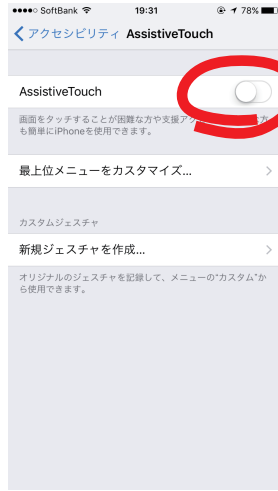 SoftBank 19:31 78%
アクセシビリティ AssistiveTouch
AssistiveTouch
画面をタッチすることが困難な方や支援ア
も簡単にiPhoneを使用できます。
最上位メニューをカスタマイズ...
カスタムジェスチャ
新規ジェスチャを作成...
オリジナルのジェスチャを記録して、メニューの"カスタム"か
ら使用できます。